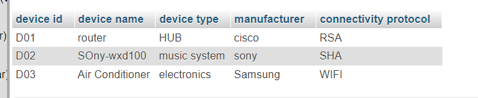 device id device name device type manufacturer connectivity protocol
D01 router HUB cisco RSA
D02 SOny-wxd100 music system sony SHA
D03 Air Conditioner electronics Samsung WIFI